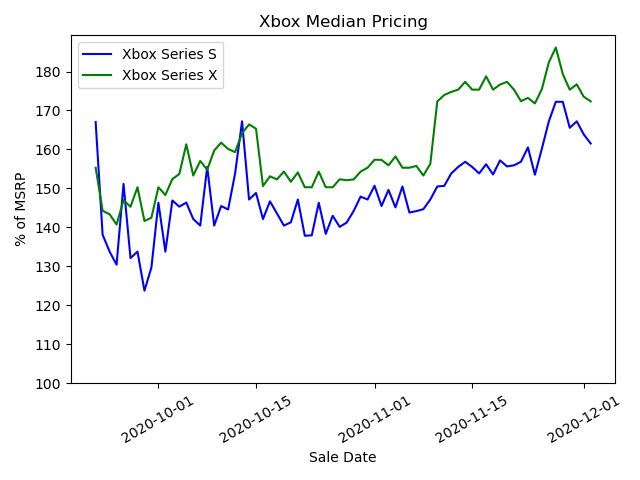 Xbox Median Pricing
Xbox Series S
Xbox Series X
% of MSRP
180
170
160
150
140
130
120
110
100
2020-10-01
2020-10-15
2020-11-01
2020-11-15
2020-12-01
Sale Date